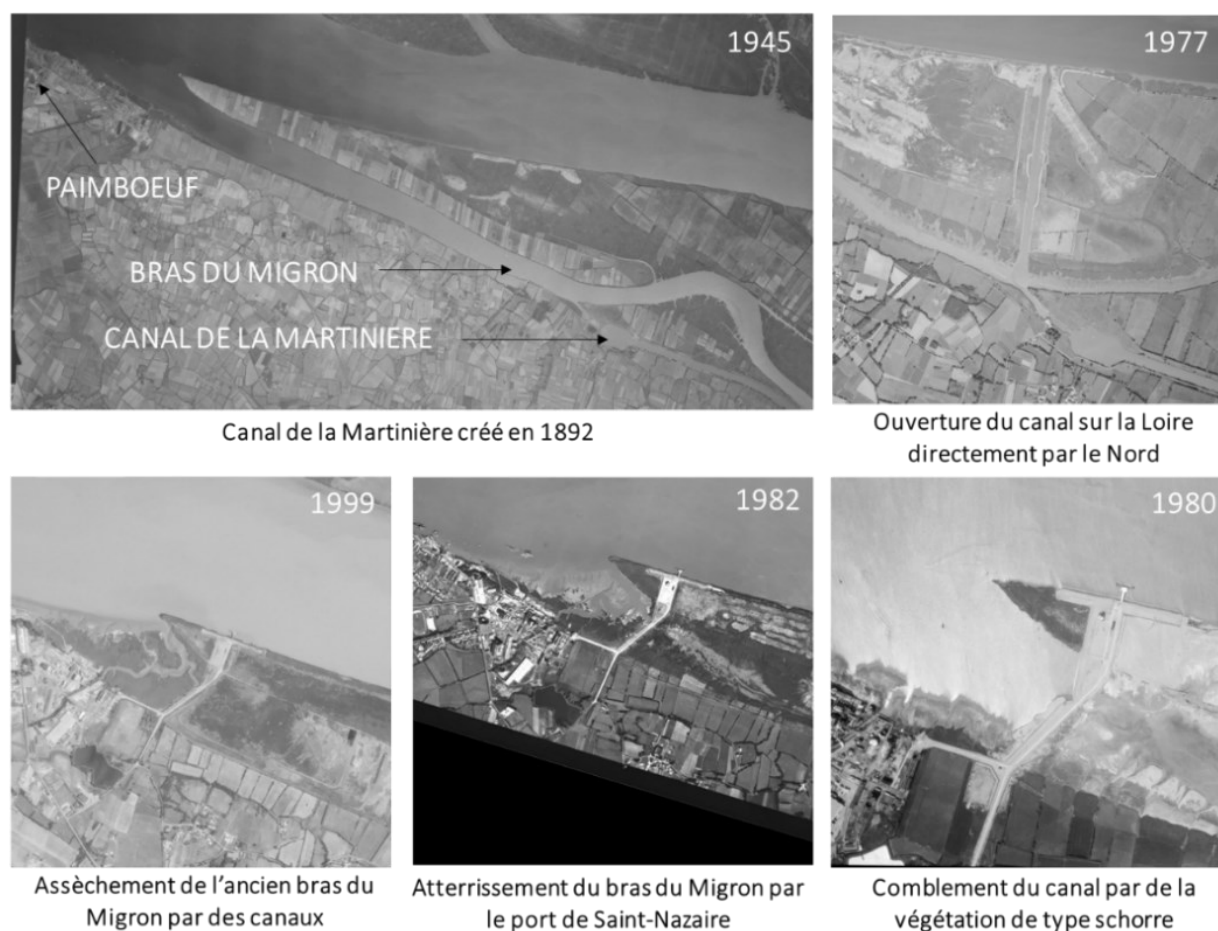 1945
PAIMBOEUF
BRAS DU MIGRON
CANAL DE LA MARTINIERE
Canal de la Martinière créé en 1892
1977
Ouverture du canal sur la Loire
directement par le Nord
1999
Assèchement de l'ancien bras du
Migron par des canaux
1982
Atterrissement du bras du Migron par
le port de Saint-Nazaire
1980
Comblement du canal par de la
végétation de type schorre